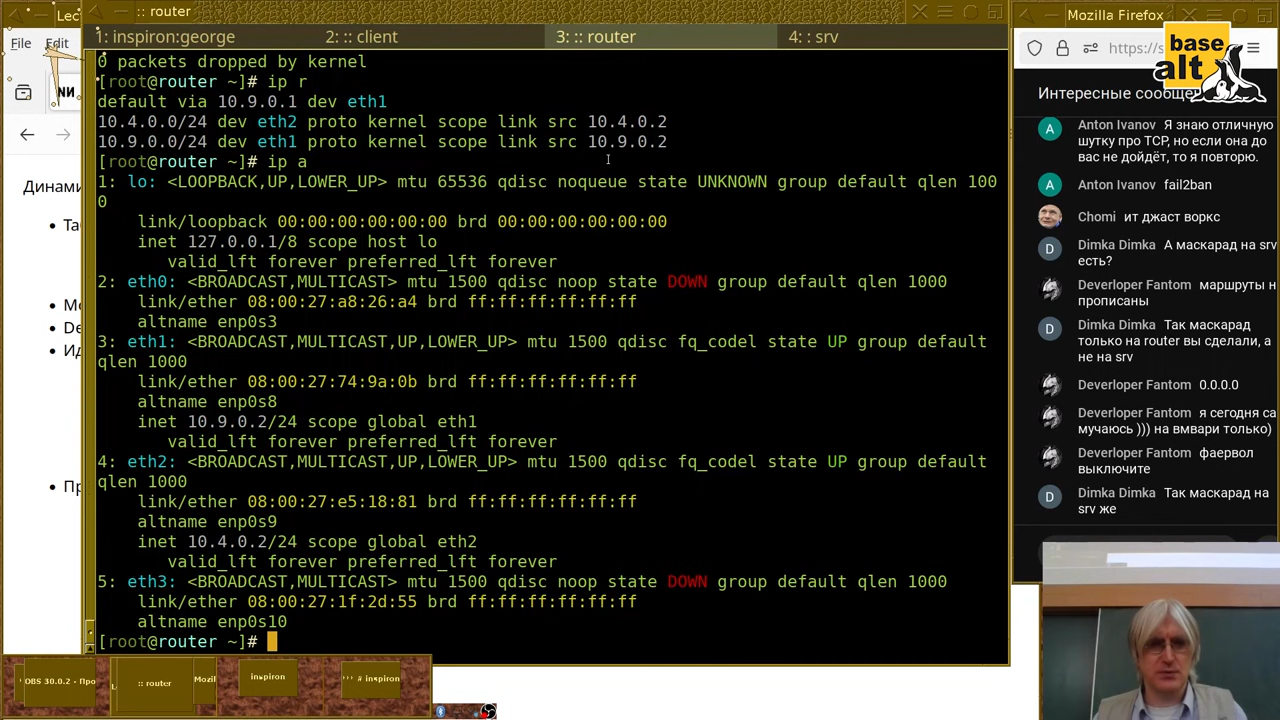 Lect
:: router
Mozilla Firefox
File Edit
1: inspiron:george
2: :: client
3: :: router
4: :: srv
https://s
base
alt
0 packets dropped by kernel
[root@router ~]# ip r
default via 10.9.0.1 dev eth1
10.4.0.0/24 dev eth2 proto kernel scope link src 10.4.0.2
10.9.0.0/24 dev eth1 proto kernel scope link src 10.9.0.2
[root@router ~]# ip a
1: lo: <LOOPBACK,UP,LOWER_UP> mtu 65536 qdisc noqueue state UNKNOWN group default qlen 100
0
link/loopback 00:00:00:00:00:00 brd 00:00:00:00:00:00
inet 127.0.0.1/8 scope host lo
valid_lft forever preferred_lft forever
2: eth0: <BROADCAST,MULTICAST> mtu 1500 qdisc noop state DOWN group default qlen 1000
link/ether 08:00:27:a8:26:a4 brd ff:ff:ff:ff:ff:ff
altname enp0s3
3: eth1: <BROADCAST,MULTICAST,UP,LOWER_UP> mtu 1500 qdisc fq_codel state UP group default
qlen 1000
link/ether 08:00:27:74:9a:0b brd ff:ff:ff:ff:ff:ff
altname enp0s8
inet 10.9.0.2/24 scope global eth1
valid_lft forever preferred_lft forever
4: eth2: <BROADCAST,MULTICAST,UP,LOWER_UP> mtu 1500 qdisc fq_codel state UP group default
qlen 1000
link/ether 08:00:27:e5:18:81 brd ff:ff:ff:ff:ff:ff
altname enp0s9
inet 10.4.0.2/24 scope global eth2
valid_lft forever preferred_lft forever
5: eth3: <BROADCAST,MULTICAST> mtu 1500 qdisc noop state DOWN group default qlen 1000
link/ether 08:00:27:1f:2d:55 brd ff:ff:ff:ff:ff:ff
altname enp0s10
[root@router ~]#
Динами
Та
Мо
De
Ид
Пр
Интересные сообще
A
Anton Ivanov Я знаю отличную
шутку про TCP, но если она до
вас не дойдёт, то я повторю.
A
Anton Ivanov fail2ban
Chomi ит джаст воркс
D
Dimka Dimka А маскарад на srv
есть?
Deverloper Fantom маршруты н
прописаны
D
Dimka Dimka Так маскарад
только на router вы сделали, а
не на srv
Deverloper Fantom 0.0.0.0
Deverloper Fantom я сегодня са
мучаюсь ))) на вмвари только)
Deverloper Fantom фаервол
выключите
D
Dimka Dimka Так маскарад на
srv же
OBS 30.0.2 - Про
:: router
Mozil
inspiron
# inspiron